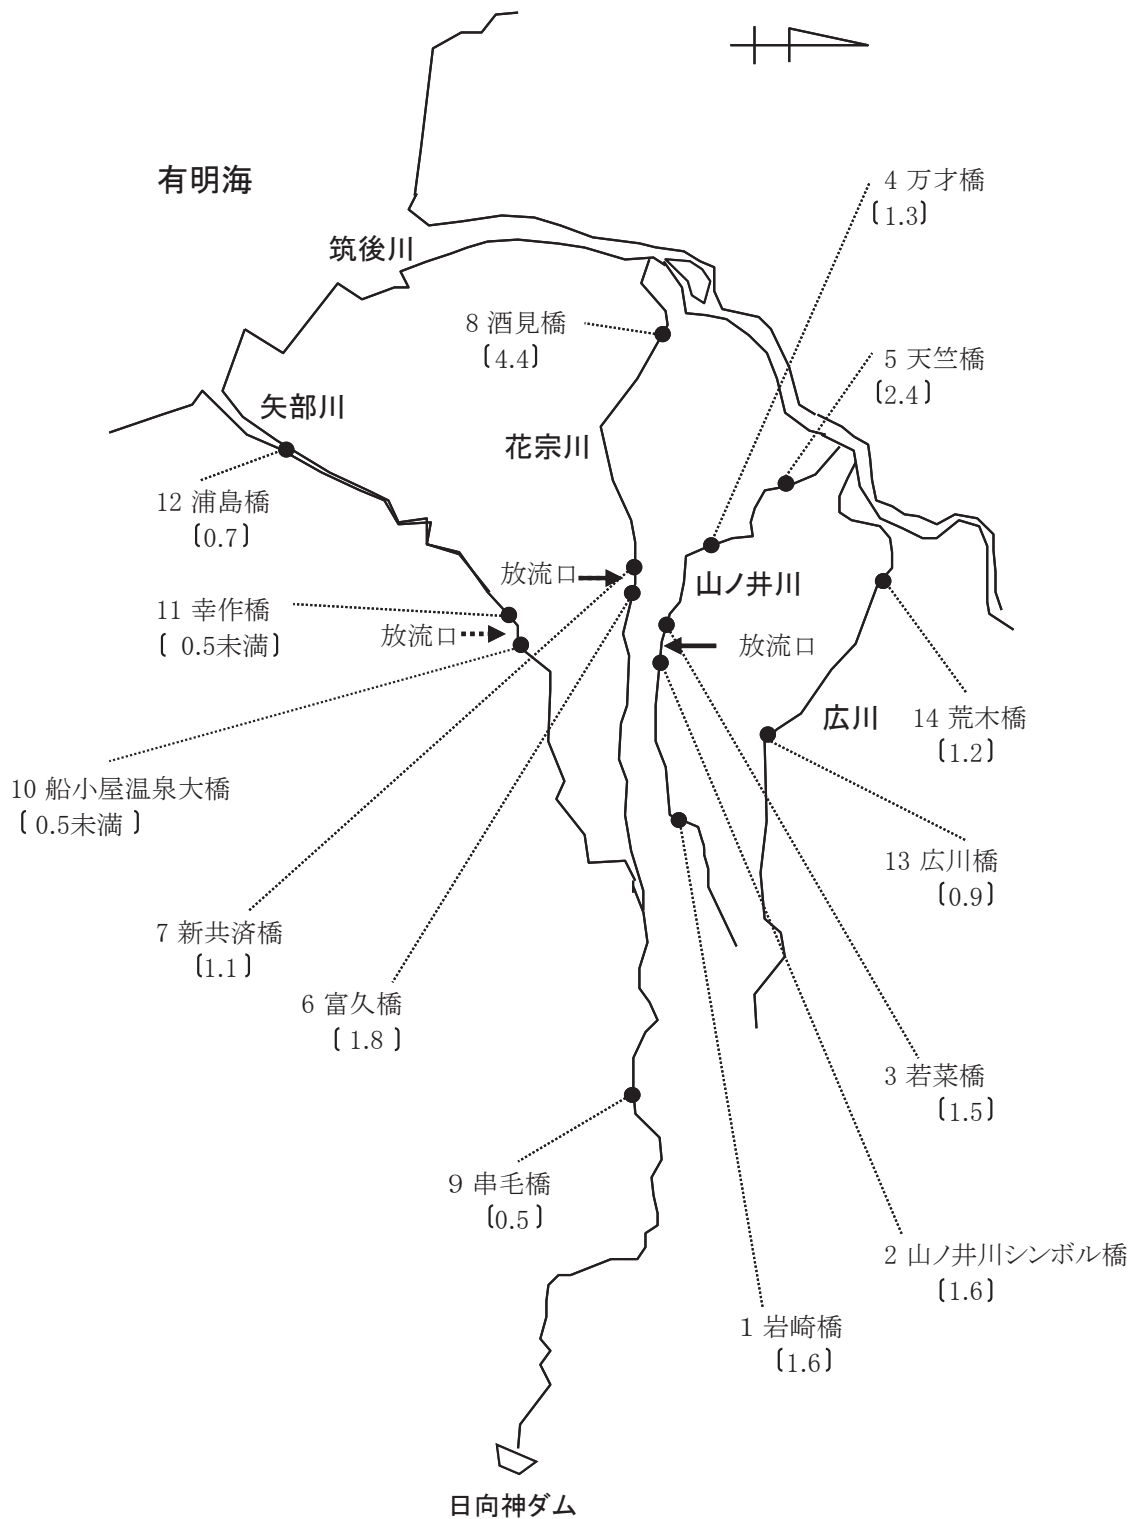 有明海
4 万才橋
〔1.3〕
筑後川
8 酒見橋
〔4.4〕
5 天竺橋
〔2.4〕
矢部川
花宗川
12 浦島橋
〔0.7〕
放流口
山ノ井川
11 幸作橋
〔 0.5未満〕
放流口
放流口
広川
14 荒木橋
〔1.2〕
10 船小屋温泉大橋
〔 0.5未満 〕
13 広川橋
〔0.9〕
7 新共済橋
〔1.1 〕
6 富久橋
〔 1.8 〕
3 若菜橋
〔1.5〕
9 串毛橋
〔0.5 〕
2 山ノ井川シンボル橋
〔1.6〕
1 岩崎橋
〔1.6〕
日向神ダム